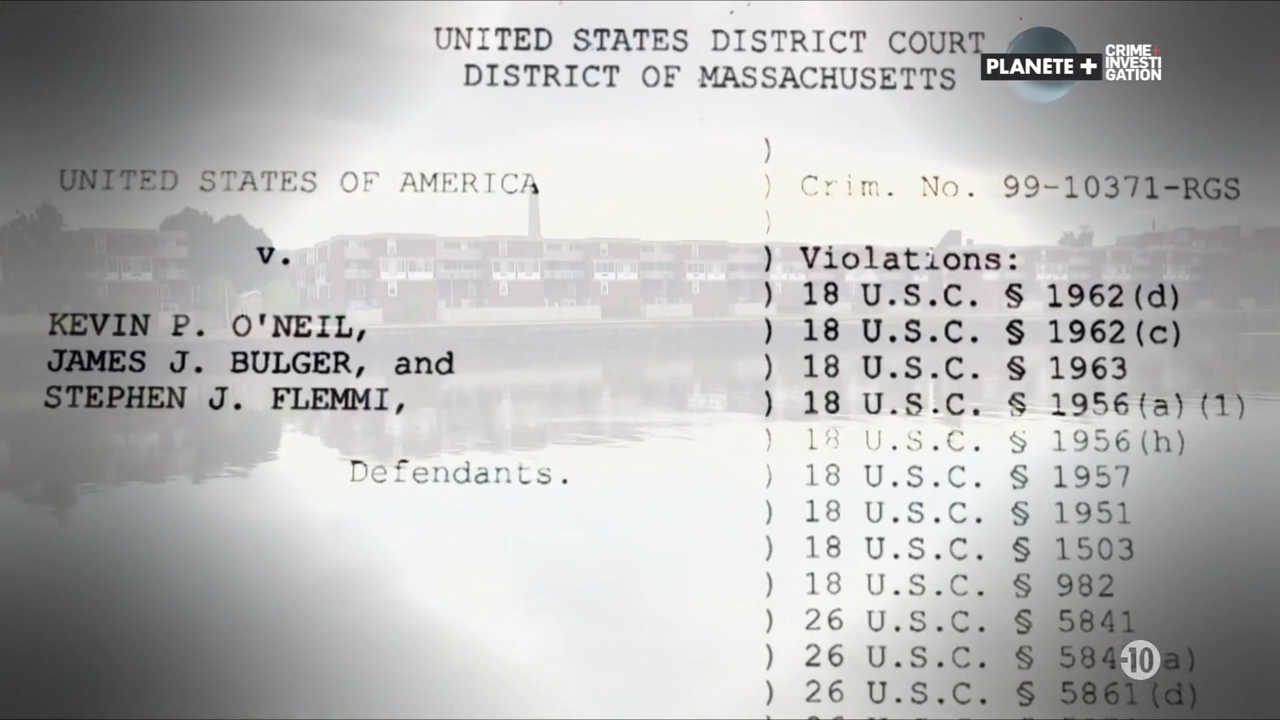 UNITED STATES DISTRICT COURT
DISTRICT OF MASSACHUSETTS
PLANETE +
CRIME+
INVESTI
GATION
)
UNITED STATES OF AMERICA ) Crim. No. 99-10371-RGS
)
v. ) Violations:
) 18 U.S.C. § 1962(d)
KEVIN P. O'NEIL, ) 18 U.S.C. § 1962(c)
JAMES J. BULGER, and ) 18 U.S.C. § 1963
STEPHEN J. FLEMMI, ) 18 U.S.C. § 1956(a)(1)
) 18 U.S.C. § 1956(h)
Defendants. ) 18 U.S.C. § 1957
) 18 U.S.C. § 1951
) 18 U.S.C. § 1503
) 18 U.S.C. § 982
) 26 U.S.C. § 5841
) 26 U.S.C. §
-10
) 26 U.S.C. § 5861(d)